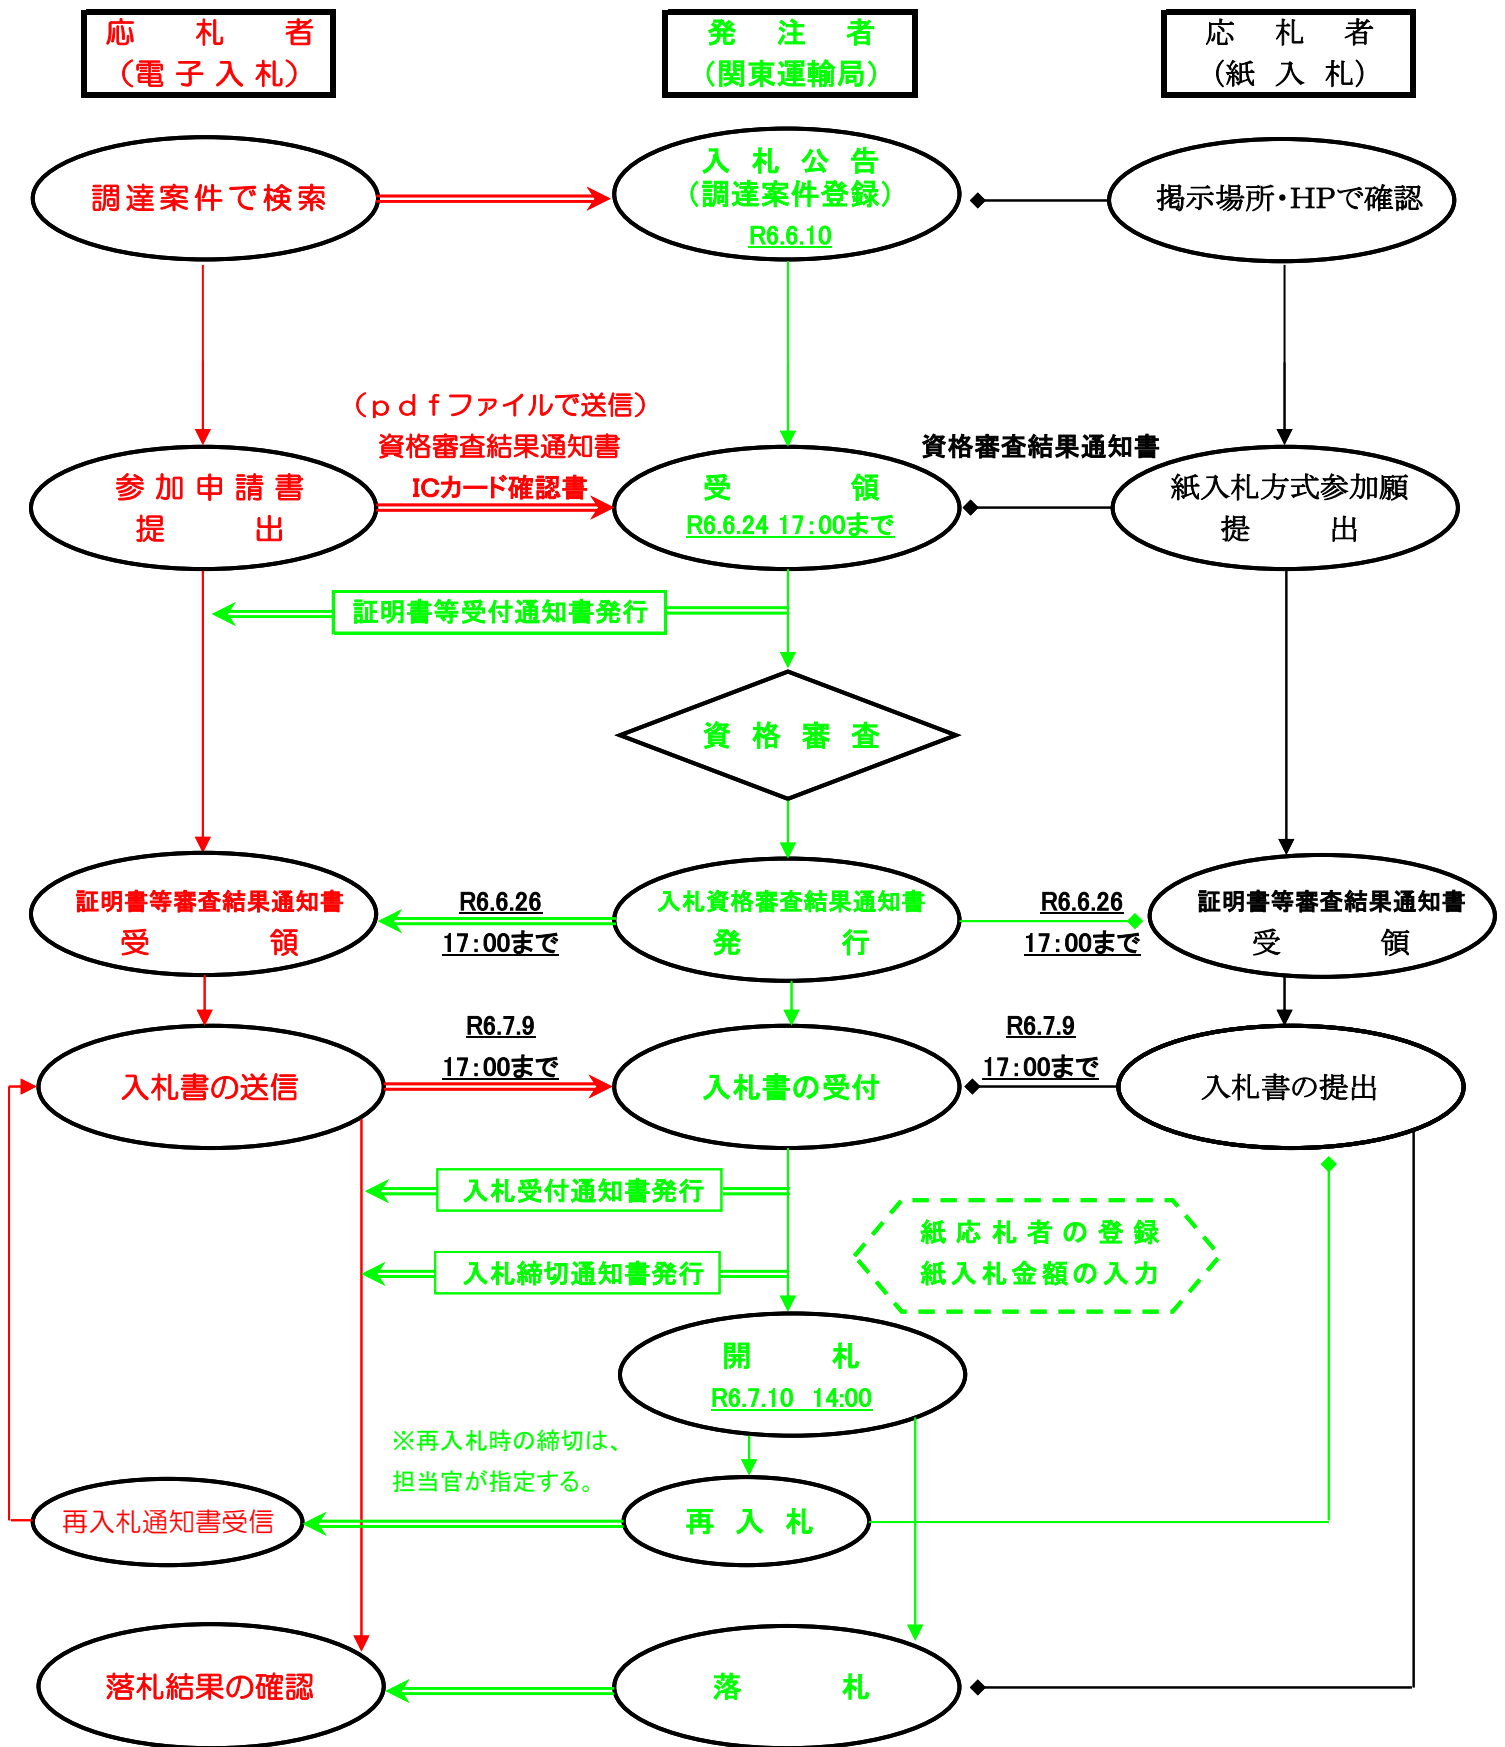 応札者
（電子入札）
発注者
（関東運輸局）
応札者
（紙入札）
調達案件で検索
入札公告
（調達案件登録）
R6.6.10
掲示場所・HPで確認
（ｐｄｆファイルで送信）
資格審査結果通知書
ICカード確認書
資格審査結果通知書
参加申請書
提出
受領
R6.6.24 17：00まで
紙入札方式参加願
提出
証明書等受付通知書発行
資格審査
証明書等審査結果通知書
受領
R6.6.26
17：00まで
入札資格審査結果通知書
発行
R6.6.26
17：00まで
証明書等審査結果通知書
受領
入札書の送信
R6.7.9
17：00まで
入札書の受付
R6.7.9
17：00まで
入札書の提出
入札受付通知書発行
紙応札者の登録
紙入札金額の入力
入札締切通知書発行
開札
R6.7.10 14:00
※再入札時の締切は、
担当官が指定する。
再入札通知書受信
再入札
落札結果の確認
落札